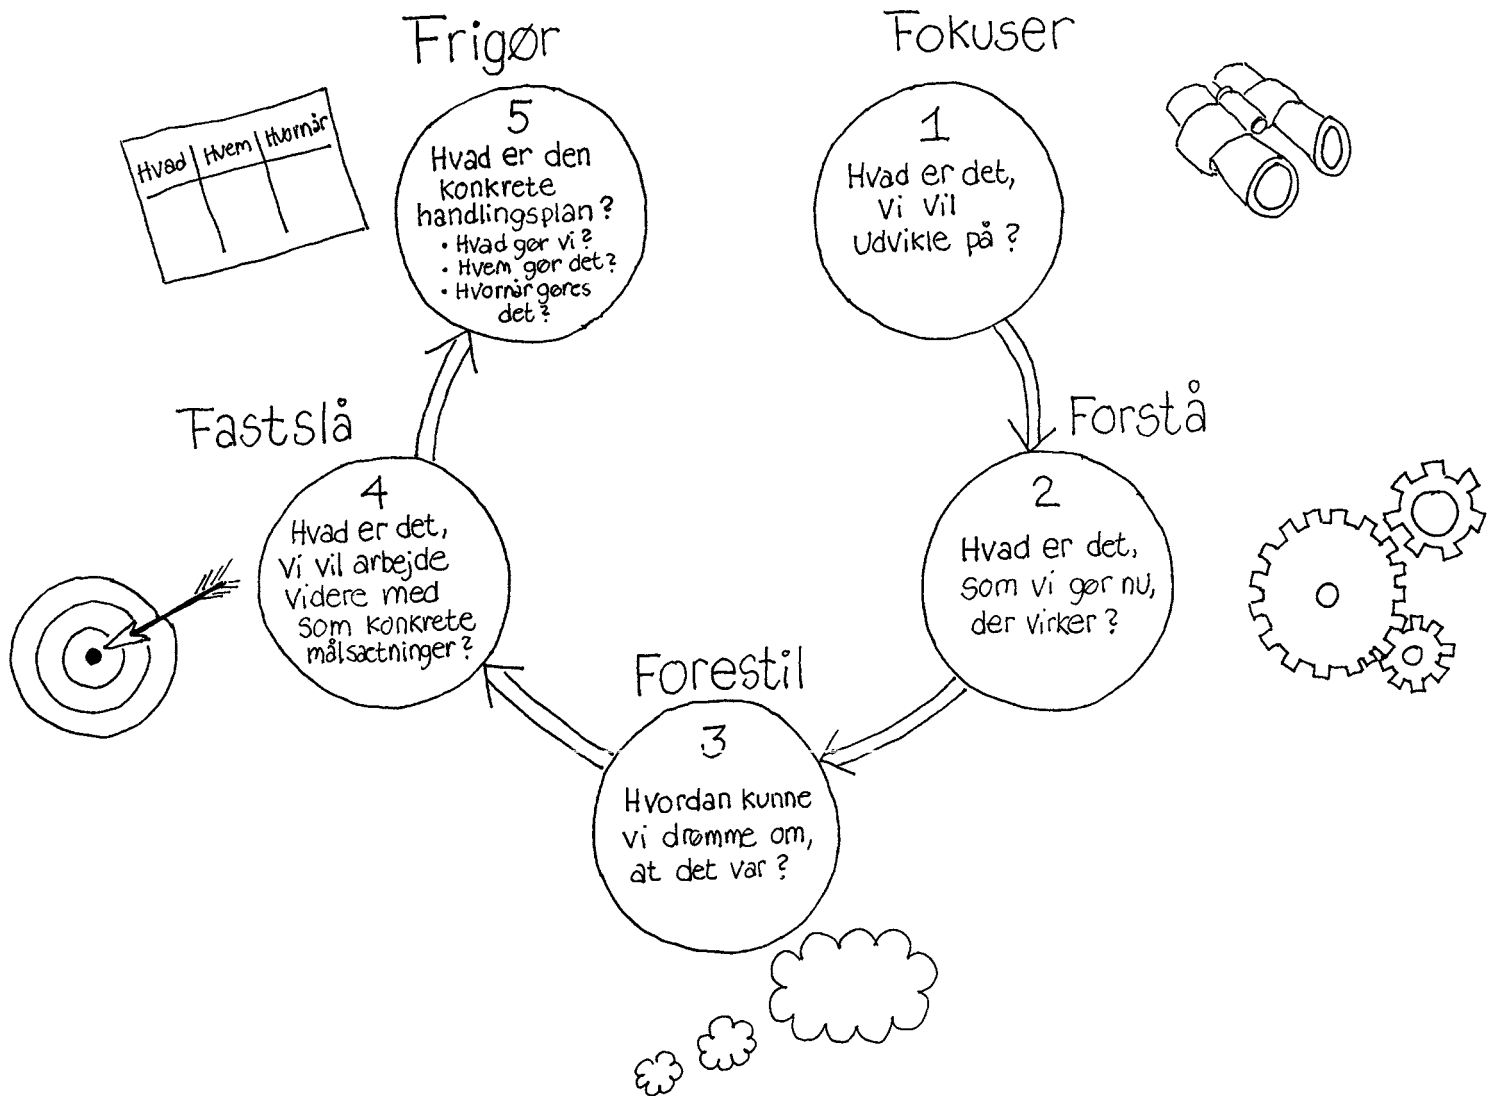 Fokuser
1
Hvad er det,
vi vil
udvikle på?
Forstå
2
Hvad er det,
som vi gør nu,
der virker?
Forestil
3
Hvordan kunne
vi drømme om,
at det var?
Fastslå
4
Hvad er det,
vi vil arbejde
videre med
som konkrete
målsætninger?
Frigør
5
Hvad er den
konkrete
handlingsplan?
• Hvad gør vi?
• Hvem gør det?
• Hvornår gøres
det?
Hvad Hvem Hvornår